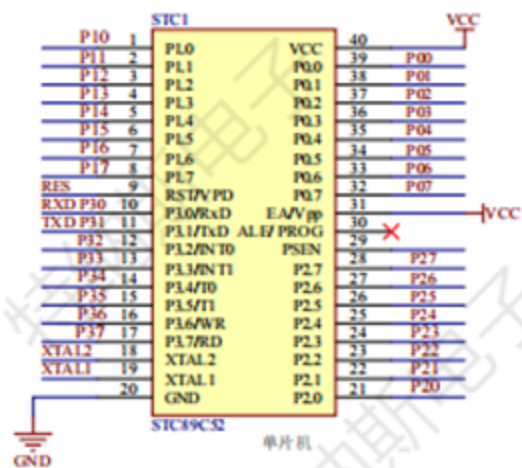 STC1
VCC
P10 1 P1.0 VCC 40
P11 2 P1.1 P0.0 39 P00
P12 3 P1.2 P0.1 38 P01
P13 4 P1.3 P0.2 37 P02
P14 5 P1.4 P0.3 36 P03
P15 6 P1.5 P0.4 35 P04
P16 7 P1.6 P0.5 34 P05
P17 8 P1.7 P0.6 33 P06
RES 9 RST/VPD P0.7 32 P07
RXD P30 10 P3.0/RxD EA/Vpp 31 VCC
TXD P31 11 P3.1/TxD ALE/PROG 30
P32 12 P3.2/INT0 PSEN 29
P33 13 P3.3/INT1 P2.7 28 P27
P34 14 P3.4/T0 P2.6 27 P26
P35 15 P3.5/T1 P2.5 26 P25
P36 16 P3.6/WR P2.4 25 P24
P37 17 P3.7/RD P2.3 24 P23
XTAL2 18 XTAL2 P2.2 23 P22
XTAL1 19 XTAL1 P2.1 22 P21
20 GND P2.0 21 P20
STC89C52
单片机
GND